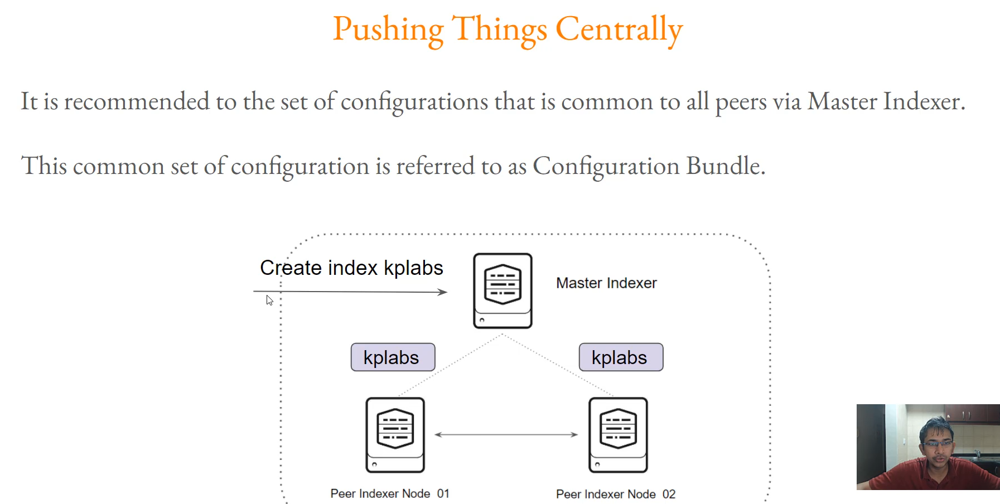 Pushing Things Centrally
It is recommended to the set of configurations that is common to all peers via Master Indexer.
This common set of configuration is referred to as Configuration Bundle.
Create index kplabs
Master Indexer
kplabs
kplabs
Peer Indexer Node 01
Peer Indexer Node 02